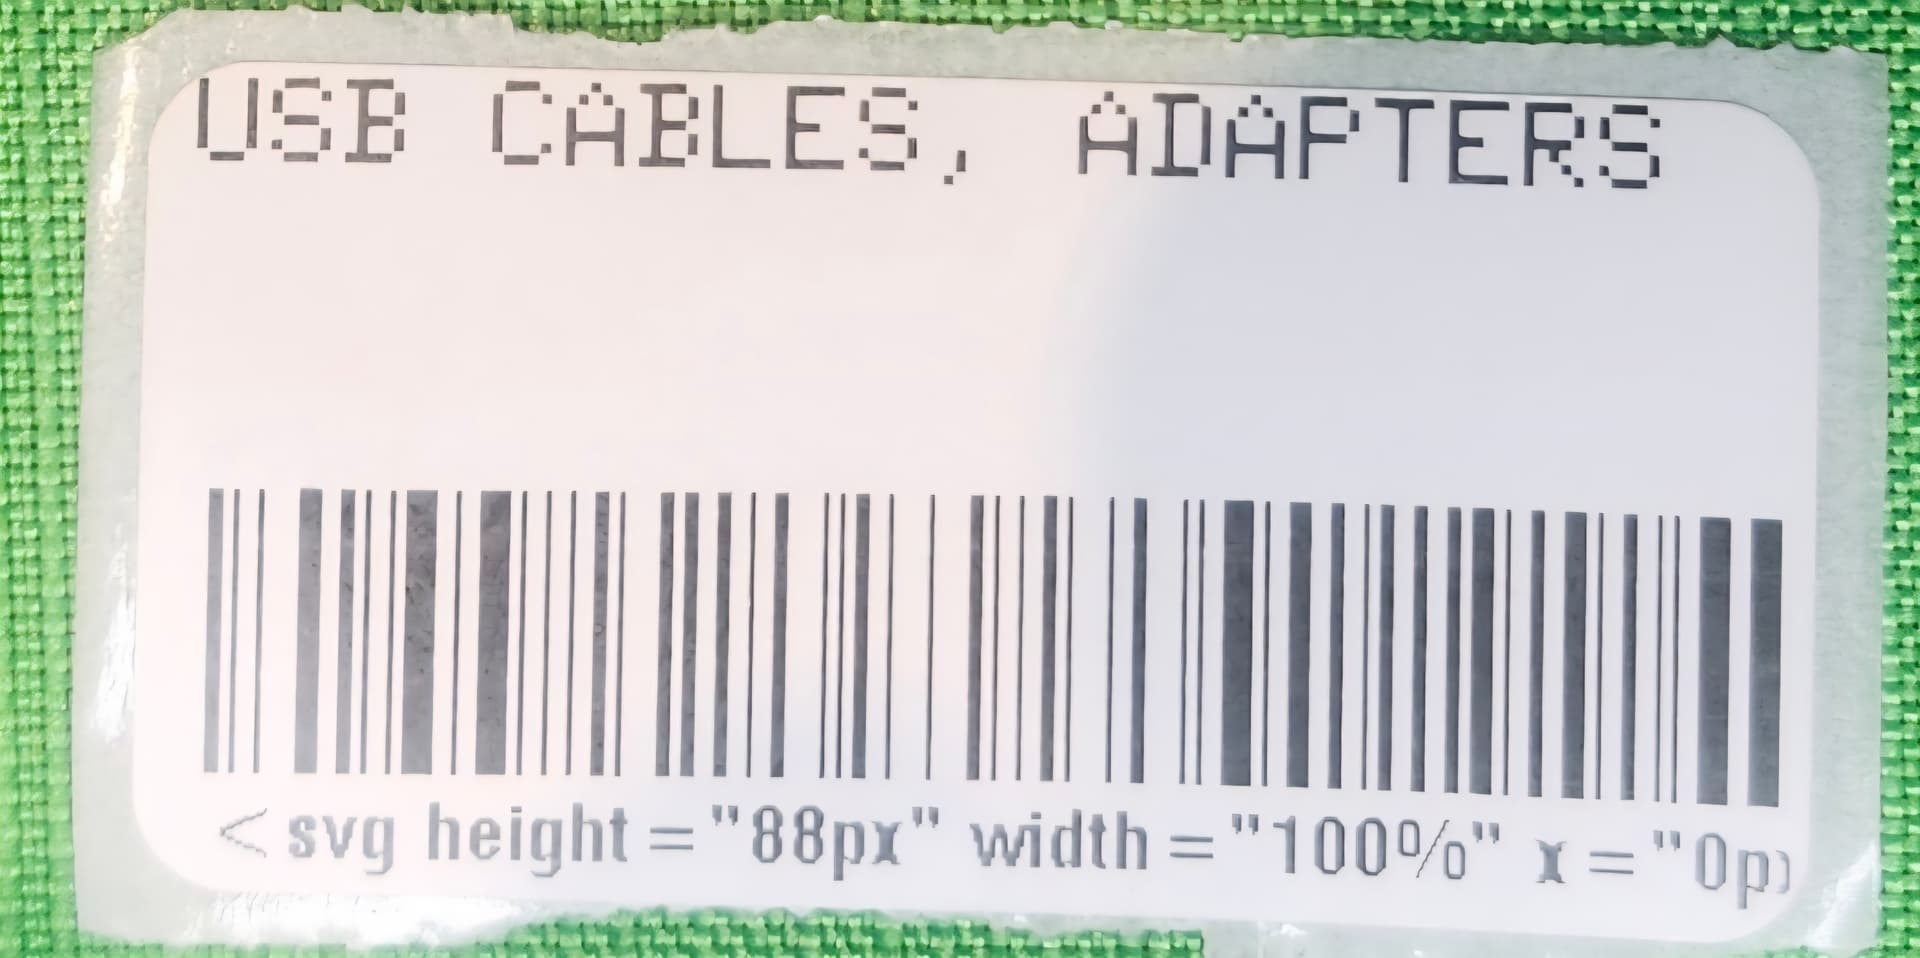 USB CABLES, ADAPTERS
<svg height="88px" width="100%" x="0p